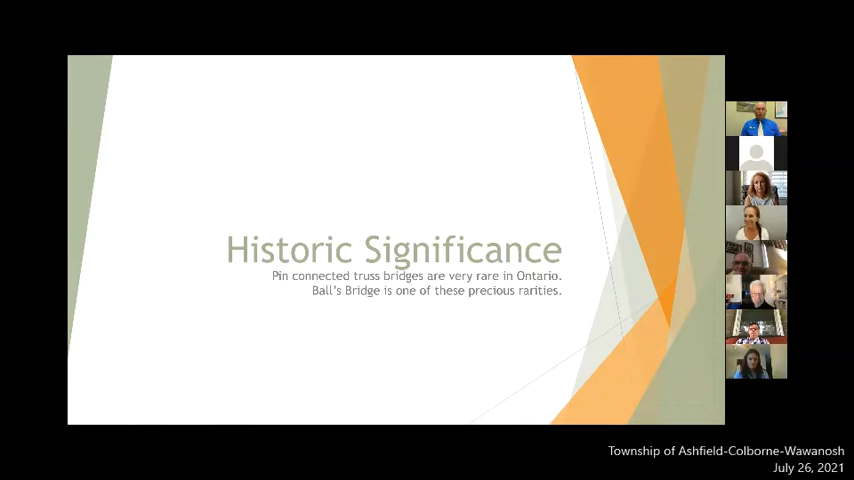 Historic Significance
Pin connected truss bridges are very rare in Ontario.
Ball's Bridge is one of these precious rarities.
Township of Ashfield-Colborne-Wawanosh
July 26, 2021